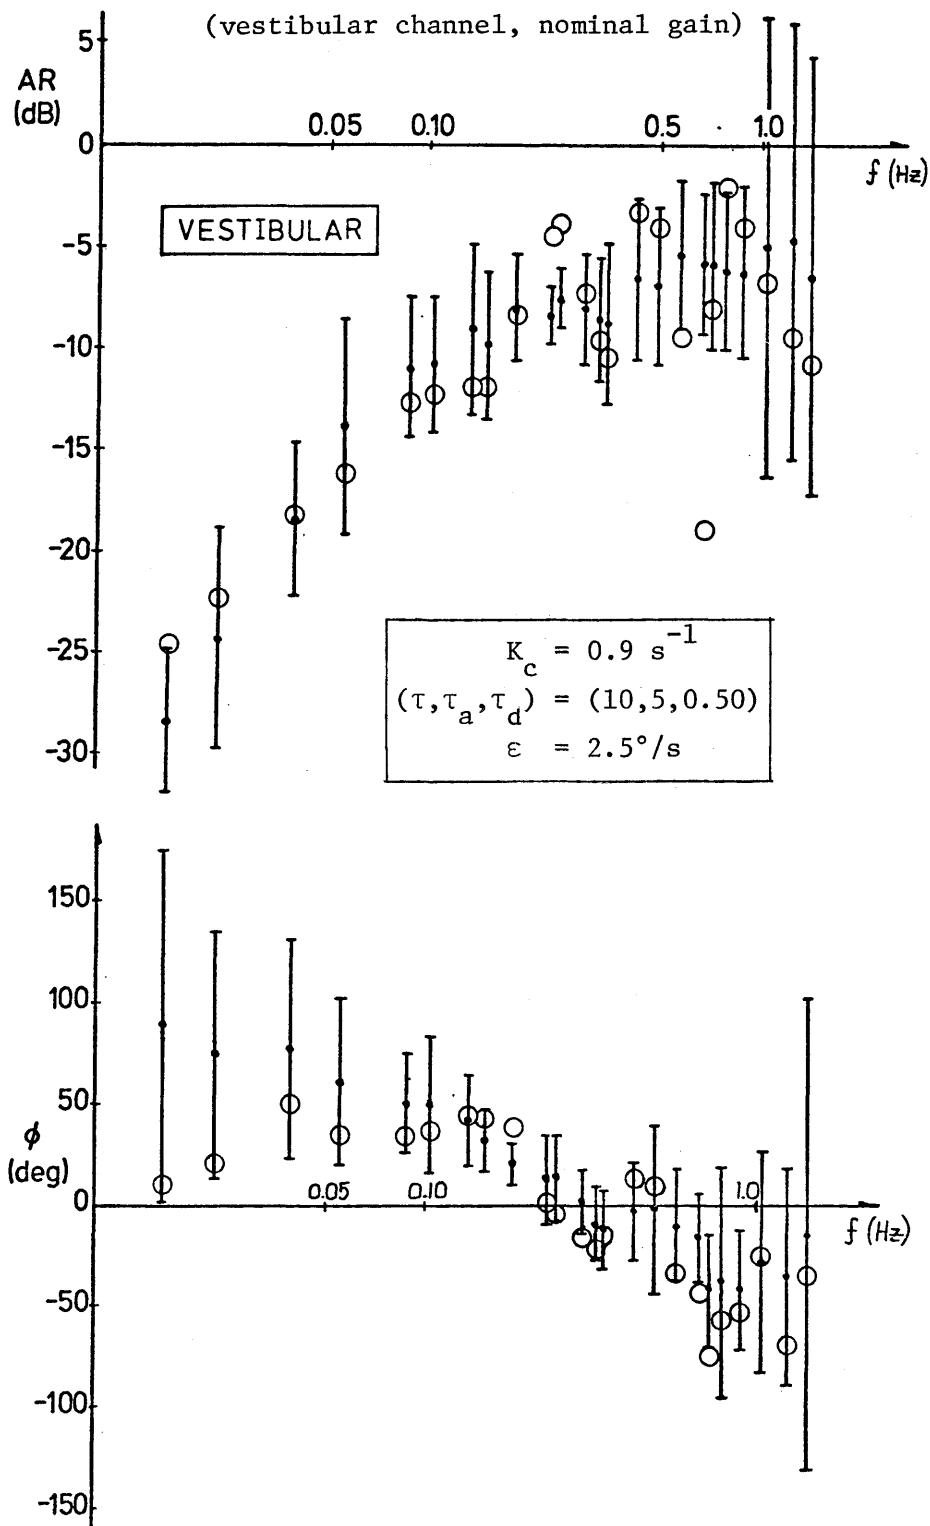 (vestibular channel, nominal gain)
5
AR
(dB)
0.05 0.10 0.5 1.0
0
f (Hz)
VESTIBULAR
-5
-10
-15
-20
-25
-30
K_c = 0.9 s^-1
(τ,τ_a,τ_d) = (10,5,0.50)
ε = 2.5°/s
150
100
50
ϕ
(deg)
0
0.05 0.10 1.0
f (Hz)
-50
-100
-150